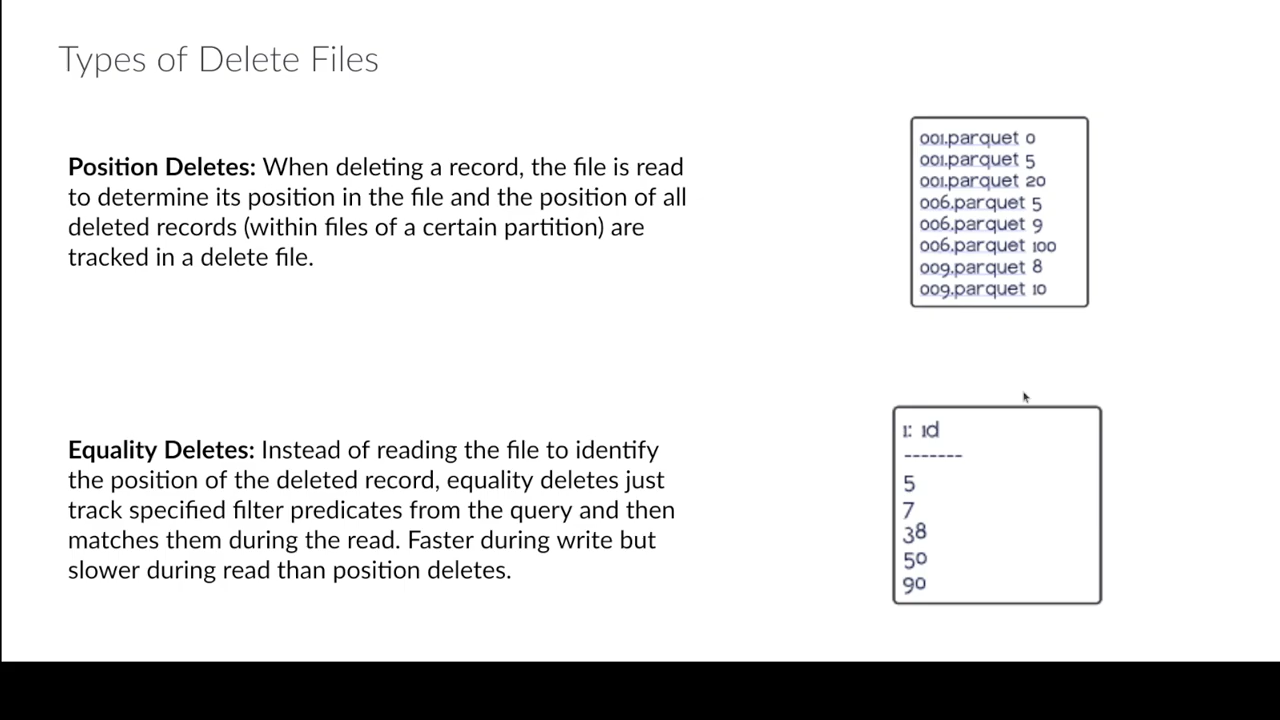 Types of Delete Files
Position Deletes: When deleting a record, the file is read
to determine its position in the file and the position of all
deleted records (within files of a certain partition) are
tracked in a delete file.
001.parquet 0
001.parquet 5
001.parquet 20
006.parquet 5
006.parquet 9
006.parquet 100
009.parquet 8
009.parquet 10
Equality Deletes: Instead of reading the file to identify
the position of the deleted record, equality deletes just
track specified filter predicates from the query and then
matches them during the read. Faster during write but
slower during read than position deletes.
1: id
-------
5
7
38
50
90